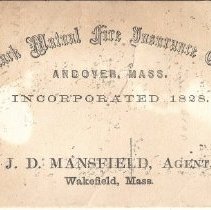 Mutual Fire Insurance
ANDOVER, MASS.
INCORPORATED 1828.
J. D. MANSFIELD, AGENT,
Wakefield, Mass.